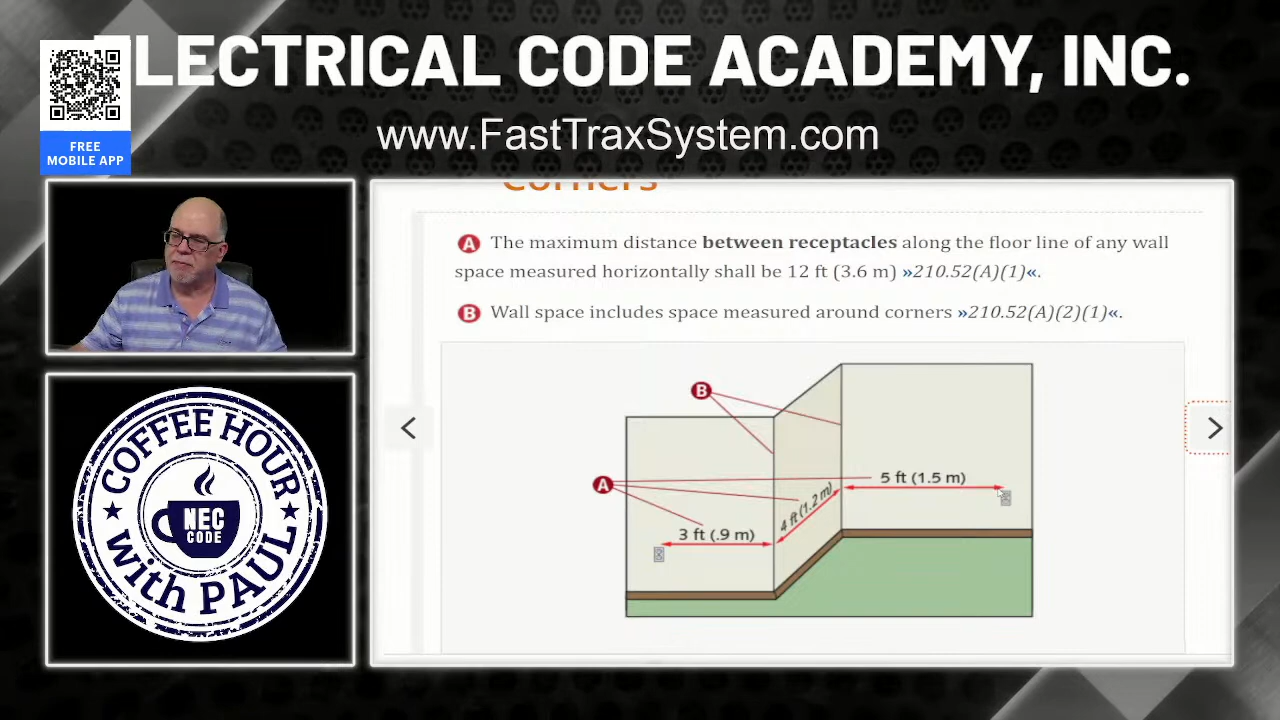 ELECTRICAL CODE ACADEMY, INC.
www.FastTraxSystem.com
FREE
MOBILE APP
Corners
A The maximum distance between receptacles along the floor line of any wall
space measured horizontally shall be 12 ft (3.6 m) »210.52(A)(1)«.
B Wall space includes space measured around corners »210.52(A)(2)(1)«.
B
A
5 ft (1.5 m)
4 ft (1.2 m)
3 ft (.9 m)
COFFEE HOUR
NEC
CODE
with PAUL